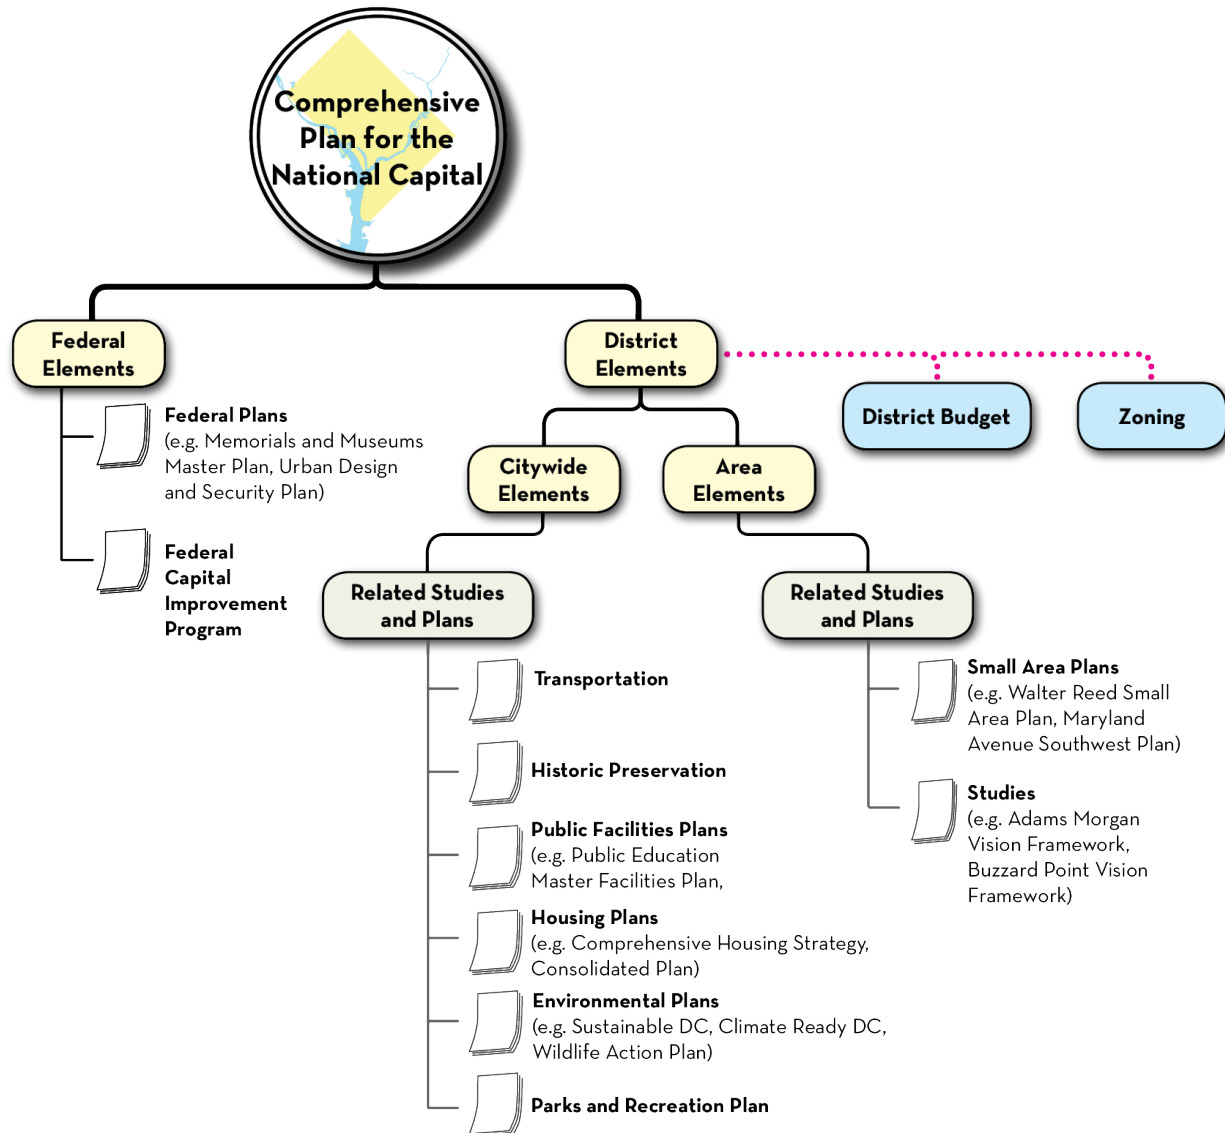 Comprehensive
Plan for the
National Capital
Federal
Elements
District
Elements
District Budget
Zoning
Federal Plans
(e.g. Memorials and Museums
Master Plan, Urban Design
and Security Plan)
Federal
Capital
Improvement
Program
Citywide
Elements
Area
Elements
Related Studies
and Plans
Transportation
Historic Preservation
Public Facilities Plans
(e.g. Public Education
Master Facilities Plan,
Housing Plans
(e.g. Comprehensive Housing Strategy,
Consolidated Plan)
Environmental Plans
(e.g. Sustainable DC, Climate Ready DC,
Wildlife Action Plan)
Parks and Recreation Plan
Related Studies
and Plans
Small Area Plans
(e.g. Walter Reed Small
Area Plan, Maryland
Avenue Southwest Plan)
Studies
(e.g. Adams Morgan
Vision Framework,
Buzzard Point Vision
Framework)